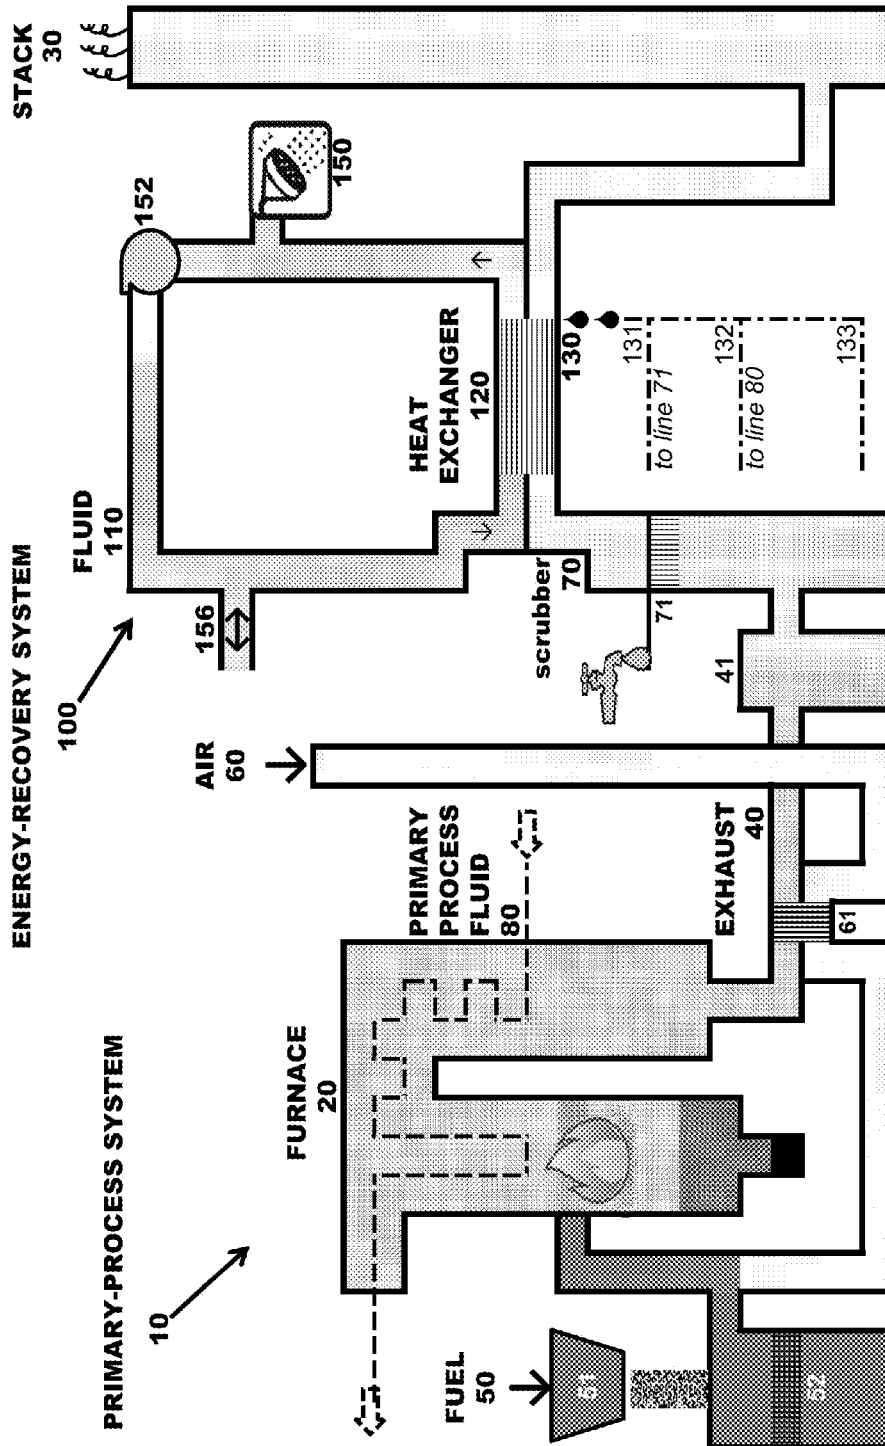 PRIMARY-PROCESS SYSTEM
10
ENERGY-RECOVERY SYSTEM
100
STACK
30
FUEL
50
51
52
FURNACE
20
PRIMARY
PROCESS
FLUID
80
AIR
60
EXHAUST
40
61
41
FLUID
110
156
152
150
HEAT
EXCHANGER
120
scrubber
70
71
130
131
to line 71
132
to line 80
133